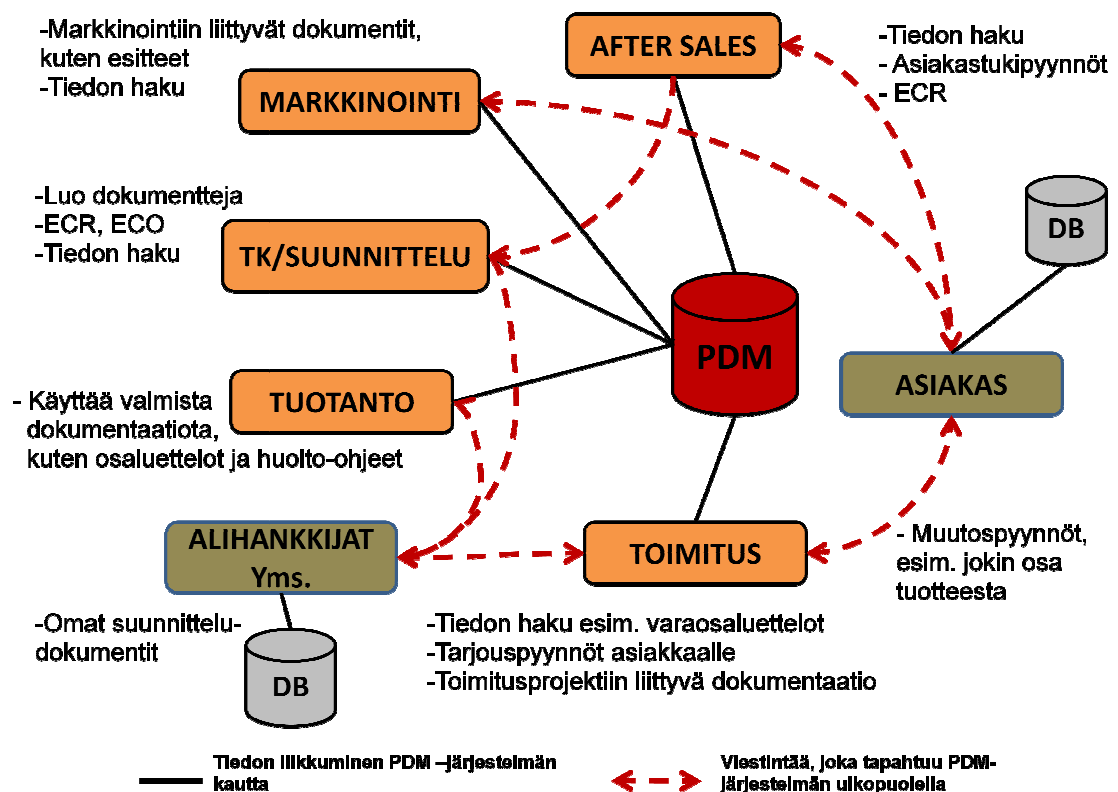 -Markkinointiin liittyvät dokumentit,
kuten esitteet
-Tiedon haku
MARKKINOINTI
AFTER SALES
-Tiedon haku
- Asiakastukipyynnöt
- ECR
-Luo dokumentteja
-ECR, ECO
-Tiedon haku
TK/SUUNNITTELU
DB
PDM
ASIAKAS
TUOTANTO
- Käyttää valmista
dokumentaatiota,
kuten osaluettelot ja huolto-ohjeet
ALIHANKKIJAT
Yms.
TOIMITUS
- Muutospyynnöt,
esim. jokin osa
tuotteesta
-Omat suunnittelu-
dokumentit
DB
-Tiedon haku esim. varaosaluettelot
-Tarjouspyynnöt asiakkaalle
-Toimitusprojektiin liittyvä dokumentaatio
Tiedon liikkuminen PDM –järjestelmän
kautta
Viestintää, joka tapahtuu PDM-
järjestelmän ulkopuolella